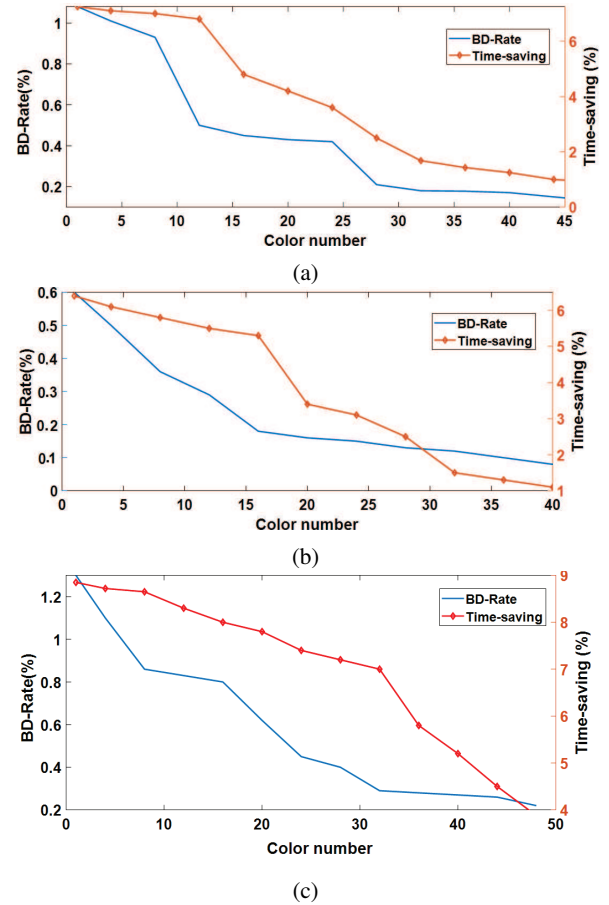 1
0.8
0.6
0.4
0.2
BD-Rate(%)
6
4
2
0
Time-saving (%)
BD-Rate
Time-saving
0 5 10 15 20 25 30 35 40 45
Color number
(a)
0.6
0.5
0.4
0.3
0.2
0.1
0
BD-Rate(%)
6
5
4
3
2
1
Time-saving (%)
BD-Rate
Time-saving
0 5 10 15 20 25 30 35 40
Color number
(b)
1.2
1
0.8
0.6
0.4
0.2
BD-Rate(%)
9
8
7
6
5
4
Time-saving (%)
BD-Rate
Time-saving
0 10 20 30 40 50
Color number
(c)